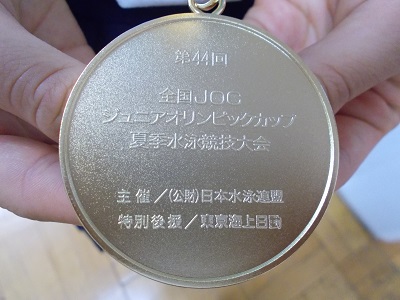 第44回
全国JOC
ジュニアオリンピックカップ
夏季水泳競技大会
主催／(公財)日本水泳連盟
特別後援／東京海上日動